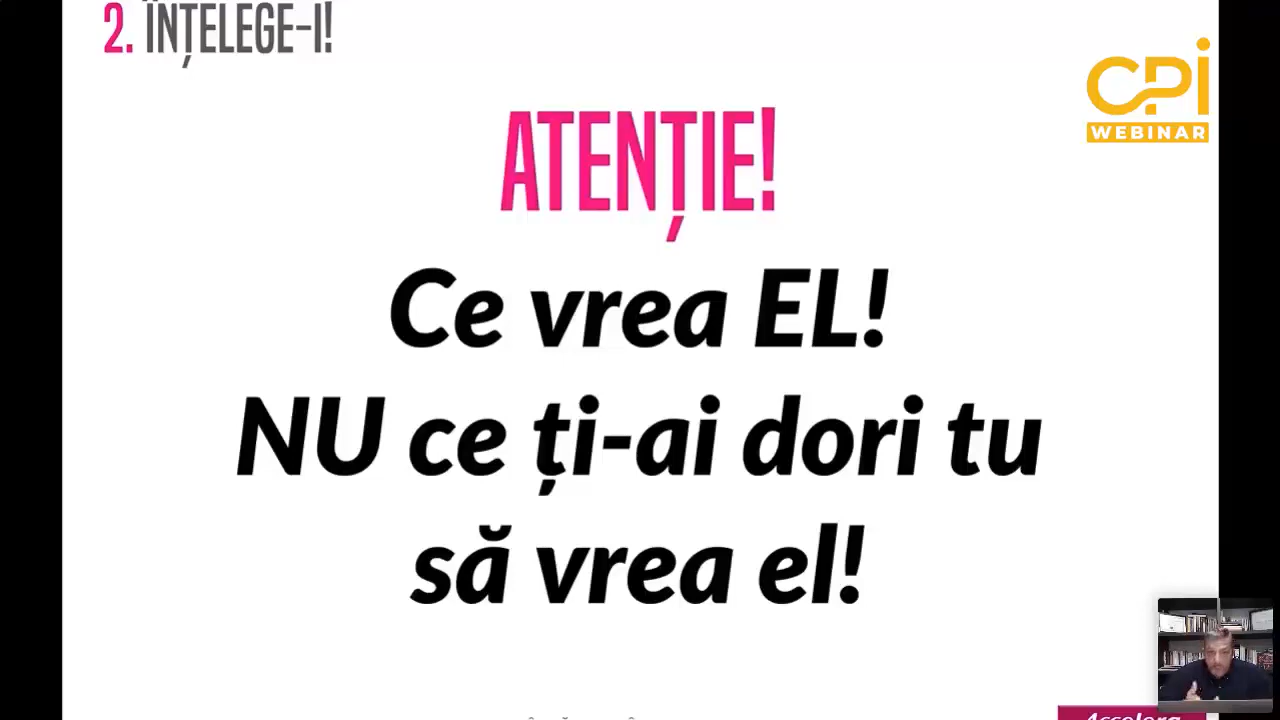 2. ÎNȚELEGE-I!
CPi
WEBINAR
ATENȚIE!
Ce vrea EL!
NU ce ți-ai dori tu
să vrea el!